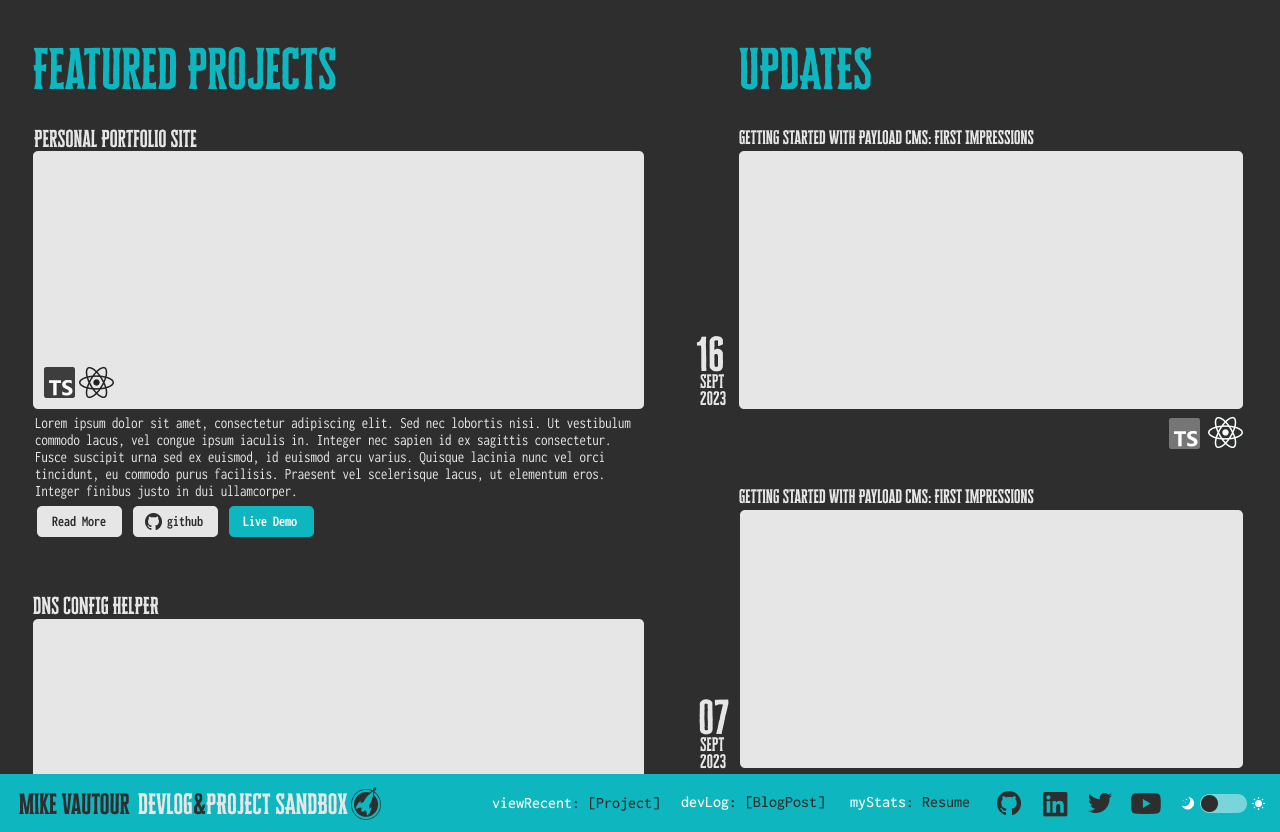 FEATURED PROJECTS
PERSONAL PORTFOLIO SITE
TS
Lorem ipsum dolor sit amet, consectetur adipiscing elit. Sed nec lobortis nisi. Ut vestibulum
commodo lacus, vel congue ipsum iaculis in. Integer nec sapien id ex sagittis consectetur.
Fusce suscipit urna sed ex euismod, id euismod arcu varius. Quisque lacinia nunc vel orci
tincidunt, eu commodo purus facilisis. Praesent vel scelerisque lacus, ut elementum eros.
Integer finibus justo in dui ullamcorper.
Read More
github
Live Demo
DNS CONFIG HELPER
UPDATES
GETTING STARTED WITH PAYLOAD CMS: FIRST IMPRESSIONS
16
SEPT
2023
TS
GETTING STARTED WITH PAYLOAD CMS: FIRST IMPRESSIONS
07
SEPT
2023
MIKE VAUTOUR DEVLOG&PROJECT SANDBOX
viewRecent: [Project]
devLog: [BlogPost]
myStats: Resume
in